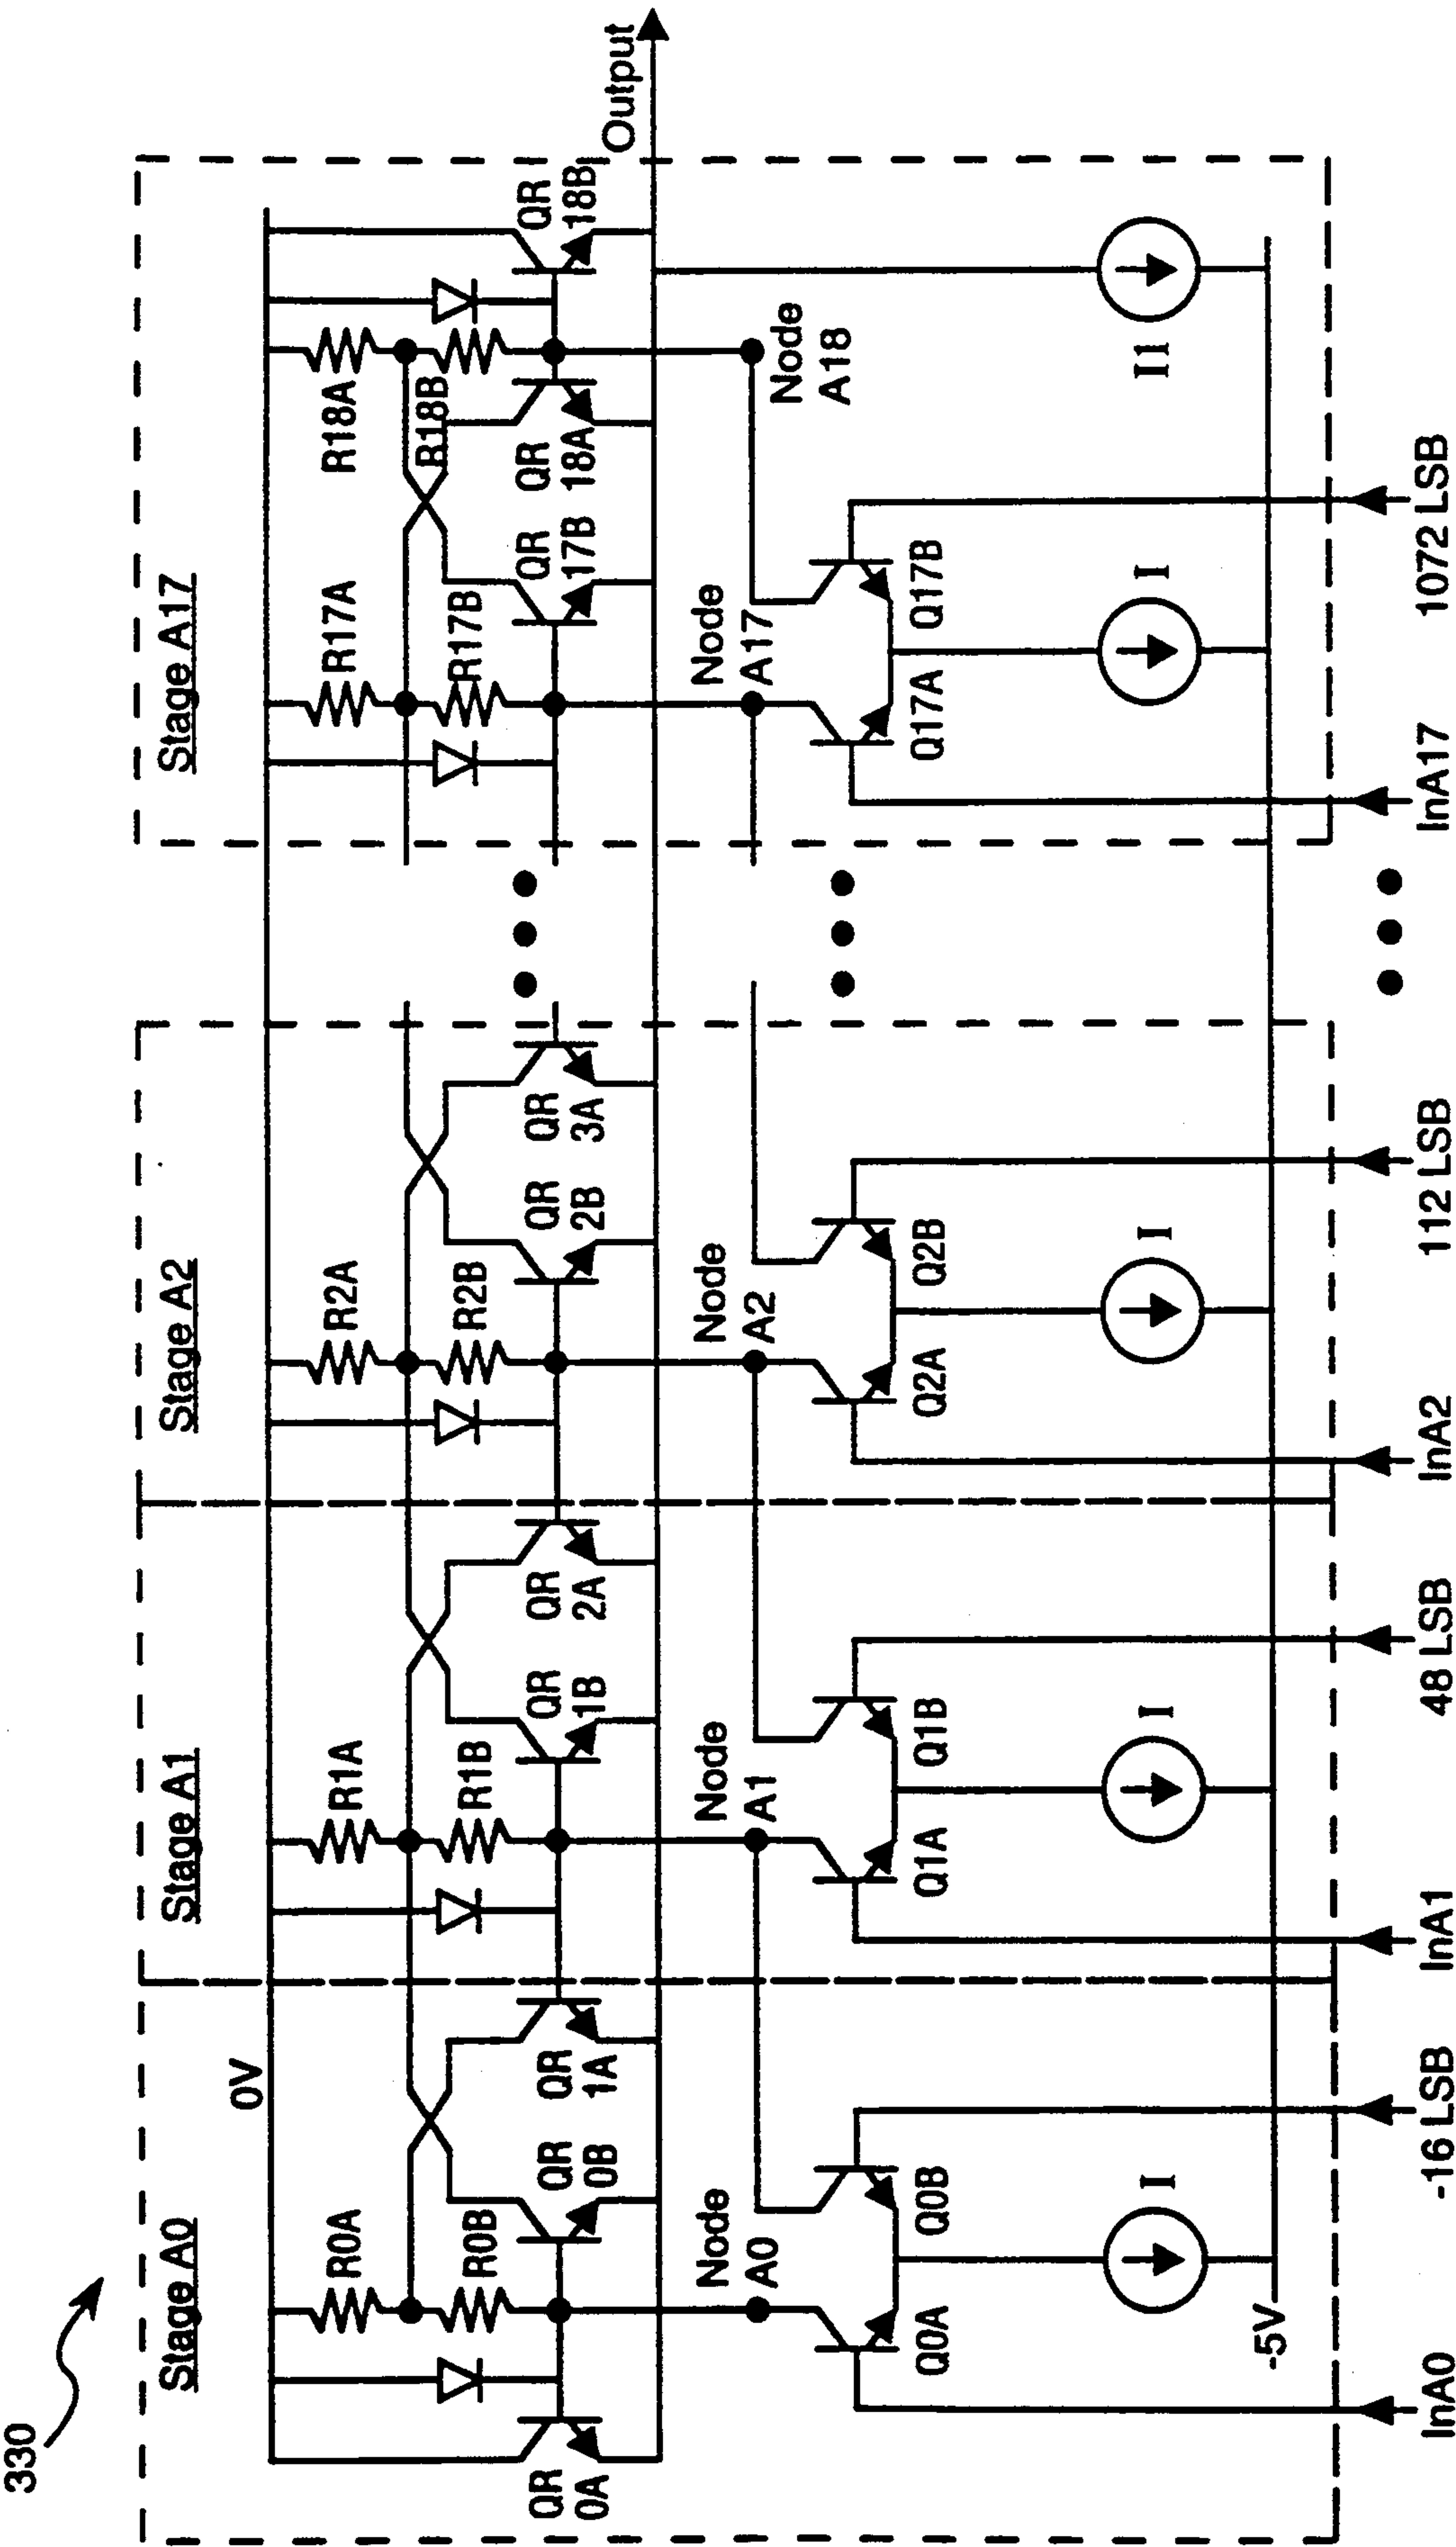 330
Stage A0
Stage A1
Stage A2
Stage A17
0V
R0A
R1A
R2A
R17A
R18A
R0B
R1B
R2B
R17B
R18B
QR
0A
QR
0B
QR
1A
QR
1B
QR
2A
QR
2B
QR
3A
QR
17B
QR
18A
QR
18B
Output
Node
A0
Node
A1
Node
A2
Node
A17
Node
A18
Q0A
Q0B
Q1A
Q1B
Q2A
Q2B
Q17A
Q17B
I
I
I
I
I1
-5V
InA0
-16 LSB
InA1
48 LSB
InA2
112 LSB
InA17
1072 LSB